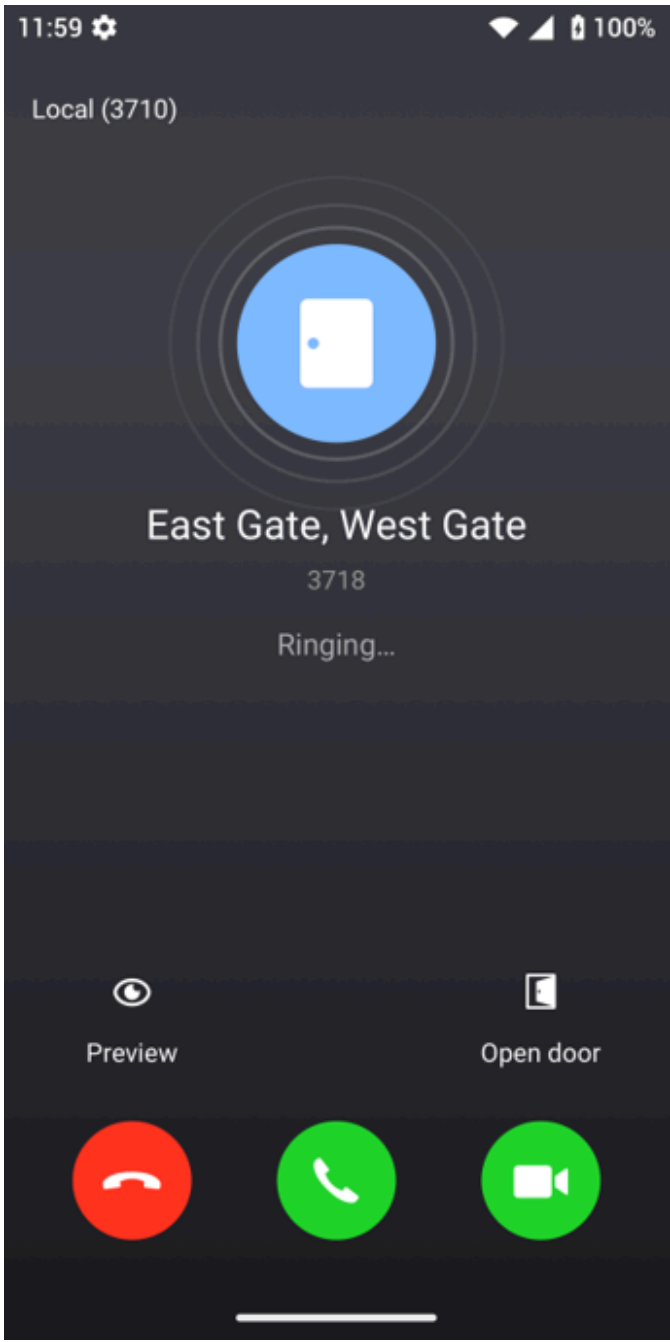 11:59 100%
Local (3710)
East Gate, West Gate
3718
Ringing...
Preview Open door